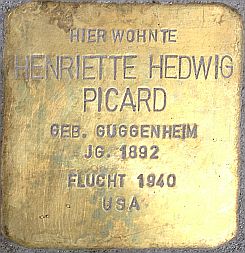 HIER WOHNTE
HENRIETTE HEDWIG
PICARD
GEB. GUGGENHEIM
JG. 1892
FLUCHT 1940
USA